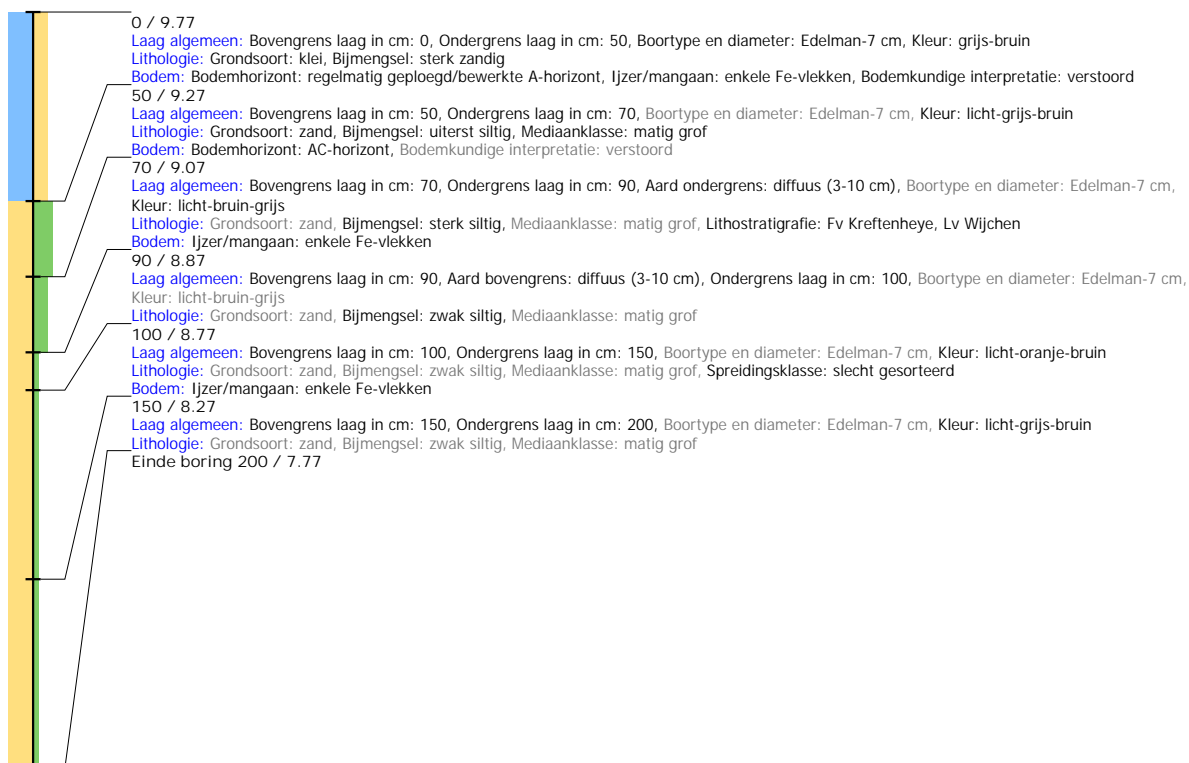 0 / 9.77
Laag algemeen: Bovengrens laag in cm: 0, Ondergrens laag in cm: 50, Boortype en diameter: Edelman-7 cm, Kleur: grijs-bruin
Lithologie: Grondsoort: klei, Bijmengsel: sterk zandig
Bodem: Bodemhorizont: regelmatig geploegd/bewerkte A-horizont, Ijzer/mangaan: enkele Fe-vlekken, Bodemkundige interpretatie: verstoord
50 / 9.27
Laag algemeen: Bovengrens laag in cm: 50, Ondergrens laag in cm: 70, Boortype en diameter: Edelman-7 cm, Kleur: licht-grijs-bruin
Lithologie: Grondsoort: zand, Bijmengsel: uiterst siltig, Mediaanklasse: matig grof
Bodem: Bodemhorizont: AC-horizont, Bodemkundige interpretatie: verstoord
70 / 9.07
Laag algemeen: Bovengrens laag in cm: 70, Ondergrens laag in cm: 90, Aard ondergrens: diffuus (3-10 cm), Boortype en diameter: Edelman-7 cm,
Kleur: licht-bruin-grijs
Lithologie: Grondsoort: zand, Bijmengsel: sterk siltig, Mediaanklasse: matig grof, Lithostratigrafie: Fv Kreftenheye, Lv Wijchen
Bodem: Ijzer/mangaan: enkele Fe-vlekken
90 / 8.87
Laag algemeen: Bovengrens laag in cm: 90, Aard bovengrens: diffuus (3-10 cm), Ondergrens laag in cm: 100, Boortype en diameter: Edelman-7 cm,
Kleur: licht-bruin-grijs
Lithologie: Grondsoort: zand, Bijmengsel: zwak siltig, Mediaanklasse: matig grof
100 / 8.77
Laag algemeen: Bovengrens laag in cm: 100, Ondergrens laag in cm: 150, Boortype en diameter: Edelman-7 cm, Kleur: licht-oranje-bruin
Lithologie: Grondsoort: zand, Bijmengsel: zwak siltig, Mediaanklasse: matig grof, Spreidingsklasse: slecht gesorteerd
Bodem: Ijzer/mangaan: enkele Fe-vlekken
150 / 8.27
Laag algemeen: Bovengrens laag in cm: 150, Ondergrens laag in cm: 200, Boortype en diameter: Edelman-7 cm, Kleur: licht-grijs-bruin
Lithologie: Grondsoort: zand, Bijmengsel: zwak siltig, Mediaanklasse: matig grof
Einde boring 200 / 7.77